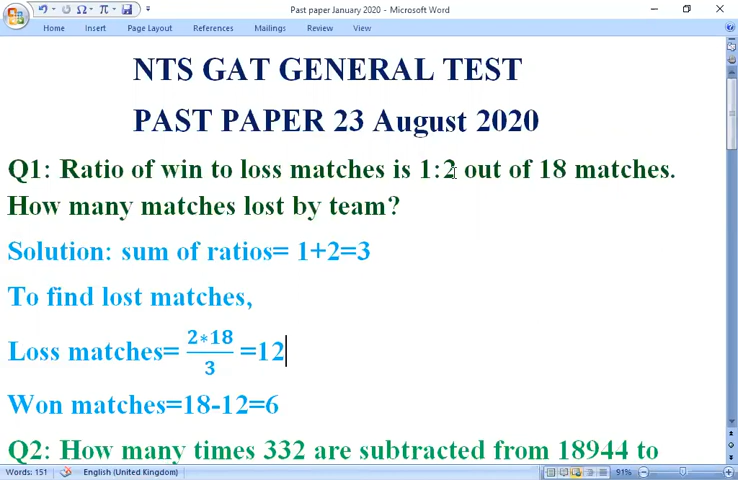 Past paper January 2020 - Microsoft Word
Home Insert Page Layout References Mailings Review View
NTS GAT GENERAL TEST
PAST PAPER 23 August 2020
Q1: Ratio of win to loss matches is 1:2 out of 18 matches.
How many matches lost by team?
Solution: sum of ratios= 1+2=3
To find lost matches,
Loss matches= 2*18/3 =12
Won matches=18-12=6
Q2: How many times 332 are subtracted from 18944 to
Words: 151 English (United Kingdom) 91%